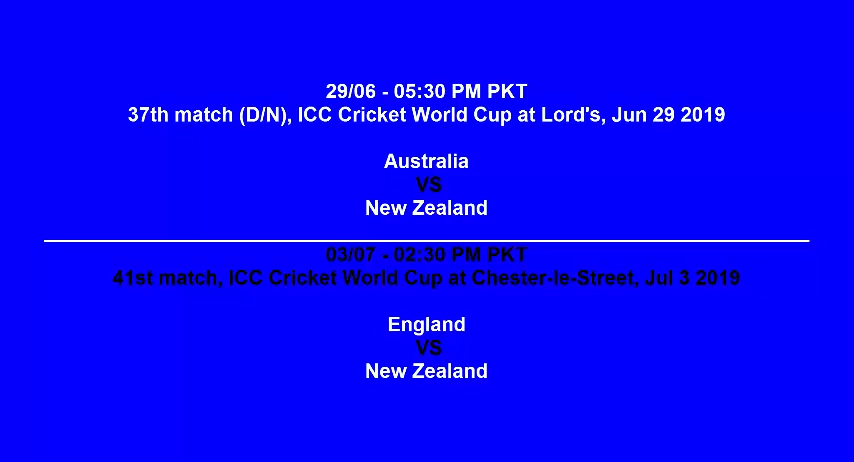 29/06 - 05:30 PM PKT
37th match (D/N), ICC Cricket World Cup at Lord's, Jun 29 2019
Australia
VS
New Zealand
03/07 - 02:30 PM PKT
41st match, ICC Cricket World Cup at Chester-le-Street, Jul 3 2019
England
VS
New Zealand